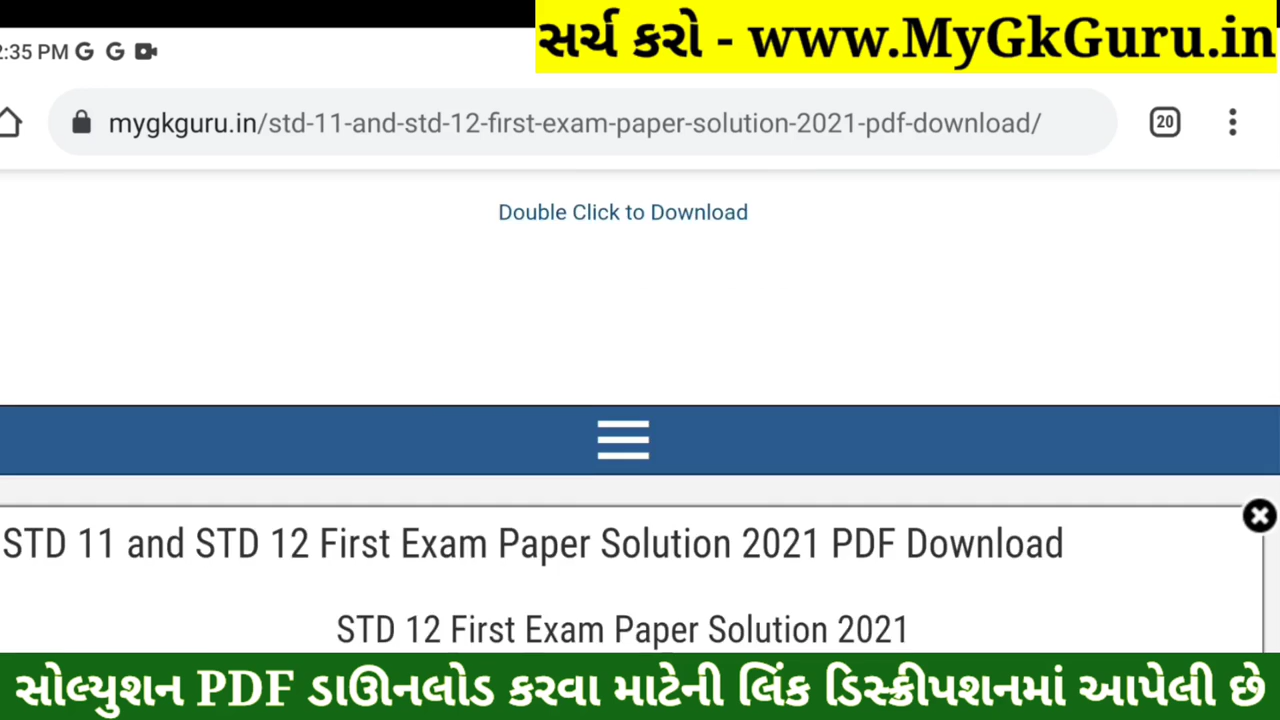 સર્ચ કરો - www.MyGkGuru.in
2:35 PM G G
mygkguru.in/std-11-and-std-12-first-exam-paper-solution-2021-pdf-download/
20
Double Click to Download
STD 11 and STD 12 First Exam Paper Solution 2021 PDF Download
STD 12 First Exam Paper Solution 2021
સોલ્યુશન PDF ડાઊનલોડ કરવા માટેની લિંક ડિસ્ક્રીપશનમાં આપેલી છે